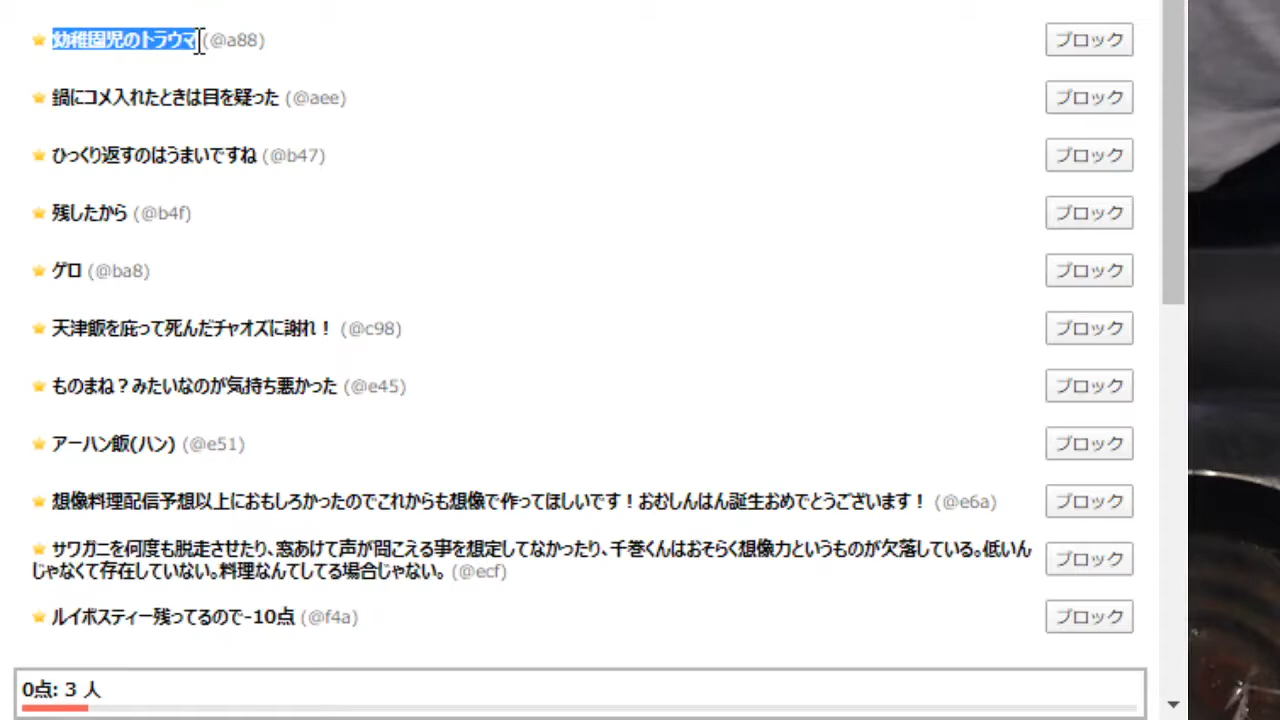 幼稚園児のトラウマ (@a88) ブロック
鍋にコメ入れたときは目を疑った (@aee) ブロック
ひっくり返すのはうまいですね (@b47) ブロック
残したから (@b4f) ブロック
ゲロ (@ba8) ブロック
天津飯を庇って死んだチャオズに謝れ！ (@c98) ブロック
ものまね？みたいなのが気持ち悪かった (@e45) ブロック
アーハン飯(ハン) (@e51) ブロック
想像料理配信予想以上におもしろかったのでこれからも想像で作ってほしいです！おむしんはん誕生おめでとうございます！ (@e6a) ブロック
サワガニを何度も脱走させたり、窓あけて声が聞こえる事を想定してなかったり、千巻くんはおそらく想像力というものが欠落している。低いん
じゃなくて存在していない。料理なんてしてる場合じゃない。 (@ecf) ブロック
ルイボスティー残ってるので-10点 (@f4a) ブロック
0点: 3 人